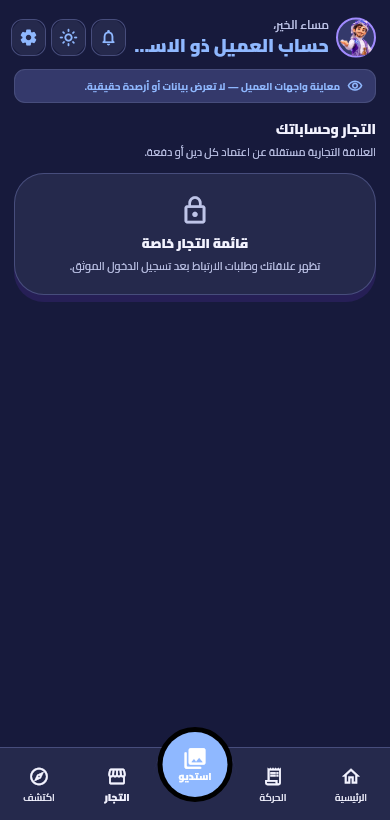 مساء الخير،
حساب العميل ذو الاسـ...
معاينة واجهات العميل — لا تعرض بيانات أو أرصدة حقيقية.
التجار وحساباتك
العلاقة التجارية مستقلة عن اعتماد كل دين أو دفعة.
قائمة التجار خاصة
تظهر علاقاتك وطلبات الارتباط بعد تسجيل الدخول الموثق.
الرئيسية
الحركة
استديو
التجار
اكتشف